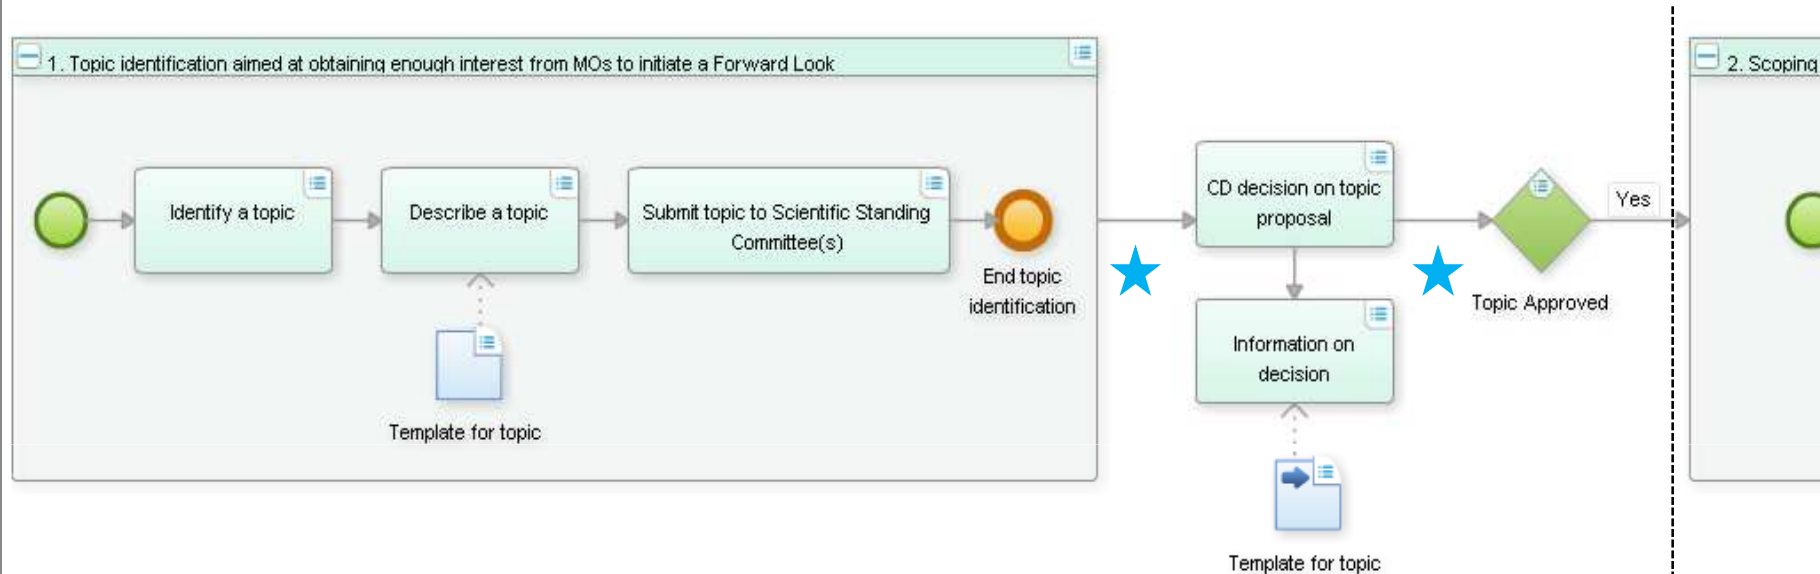 1. Topic identification aimed at obtaining enough interest from MOs to initiate a Forward Look
2. Scoping
Identify a topic
Describe a topic
Submit topic to Scientific Standing
Committee(s)
End topic
identification
Template for topic
CD decision on topic
proposal
Information on
decision
Template for topic
Topic Approved
Yes